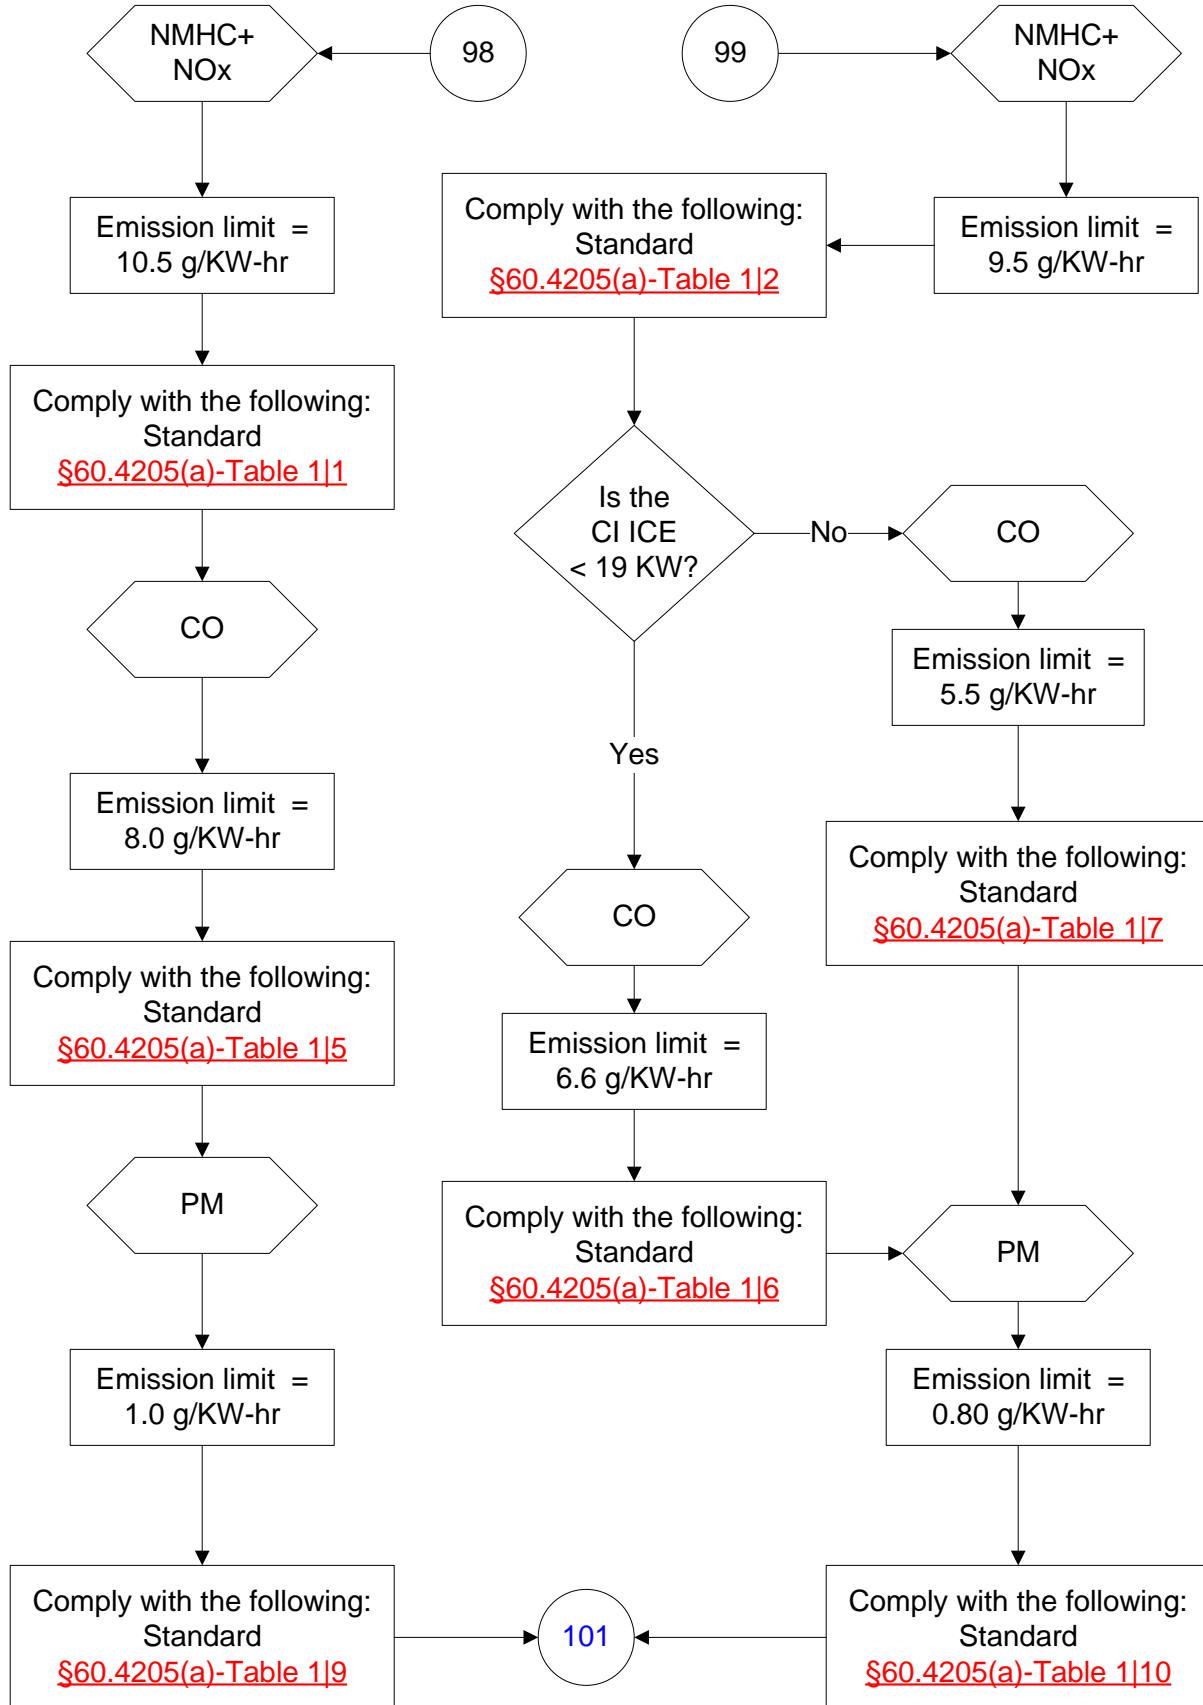 NMHC+
NOx
98
99
NMHC+
NOx
Emission limit =
10.5 g/KW-hr
Comply with the following:
Standard
§60.4205(a)-Table 1|2
Emission limit =
9.5 g/KW-hr
Comply with the following:
Standard
§60.4205(a)-Table 1|1
Is the
CI ICE
< 19 KW?
No
CO
CO
Emission limit =
5.5 g/KW-hr
Yes
Emission limit =
8.0 g/KW-hr
Comply with the following:
Standard
§60.4205(a)-Table 1|7
CO
Comply with the following:
Standard
§60.4205(a)-Table 1|5
Emission limit =
6.6 g/KW-hr
PM
Comply with the following:
Standard
§60.4205(a)-Table 1|6
PM
Emission limit =
1.0 g/KW-hr
Emission limit =
0.80 g/KW-hr
Comply with the following:
Standard
§60.4205(a)-Table 1|9
101
Comply with the following:
Standard
§60.4205(a)-Table 1|10